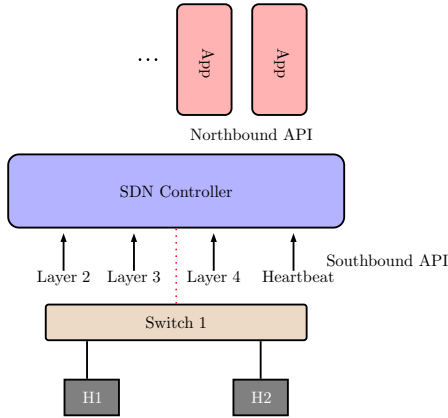 ...
App
App
Northbound API
SDN Controller
Southbound API
Layer 2
Layer 3
Layer 4
Heartbeat
Switch 1
H1
H2